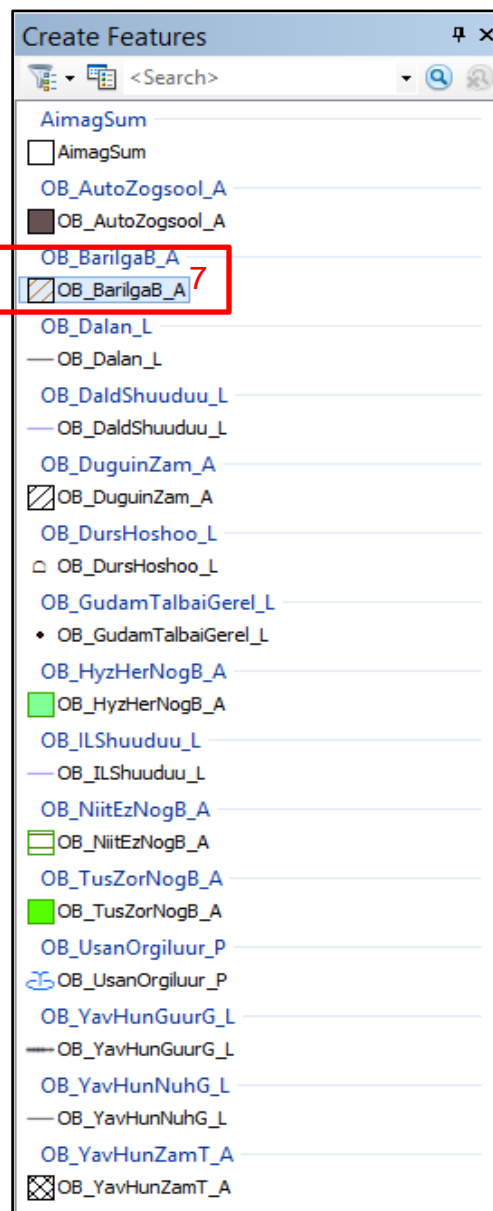 Create Features
<Search>
AimagSum
AimagSum
OB_AutoZogsool_A
OB_AutoZogsool_A
OB_BarilgaB_A
OB_BarilgaB_A 7
OB_Dalan_L
OB_Dalan_L
OB_DaldShuuduu_L
OB_DaldShuuduu_L
OB_DuguinZam_A
OB_DuguinZam_A
OB_DursHoshoo_L
OB_DursHoshoo_L
OB_GudamTalbaiGerel_L
OB_GudamTalbaiGerel_L
OB_HyzHerNogB_A
OB_HyzHerNogB_A
OB_ILShuuduu_L
OB_ILShuuduu_L
OB_NiitEzNogB_A
OB_NiitEzNogB_A
OB_TusZorNogB_A
OB_TusZorNogB_A
OB_UsanOrgiluur_P
OB_UsanOrgiluur_P
OB_YavHunGuurG_L
OB_YavHunGuurG_L
OB_YavHunNuhG_L
OB_YavHunNuhG_L
OB_YavHunZamT_A
OB_YavHunZamT_A